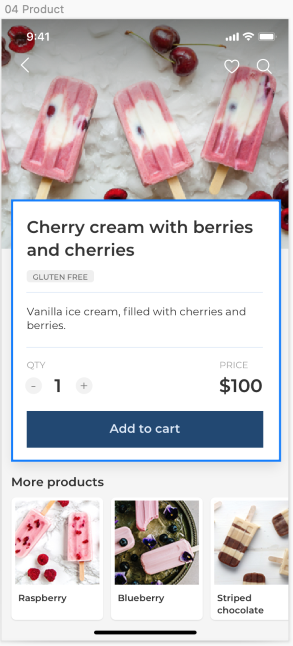 04 Product
9:41
Cherry cream with berries
and cherries
GLUTEN FREE
Vanilla ice cream, filled with cherries and
berries.
QTY
PRICE
- 1 +
$100
Add to cart
More products
Raspberry
Blueberry
Striped
chocolate